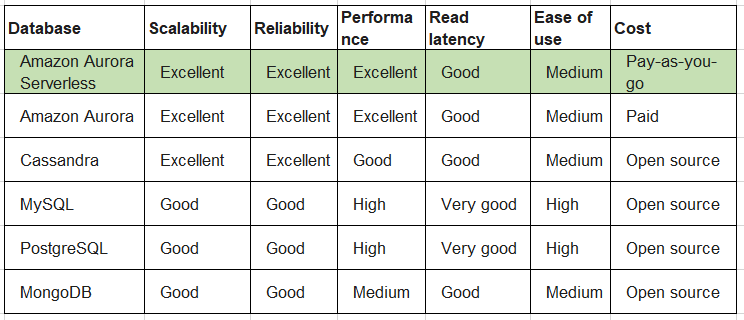 Database Scalability Reliability Performa
nce Read
latency Ease of
use Cost
Amazon Aurora
Serverless Excellent Excellent Excellent Good Medium Pay-as-you-
go
Amazon Aurora Excellent Excellent Excellent Good Medium Paid
Cassandra Excellent Excellent Good Good Medium Open source
MySQL Good Good High Very good High Open source
PostgreSQL Good Good High Very good High Open source
MongoDB Good Good Medium Good Medium Open source